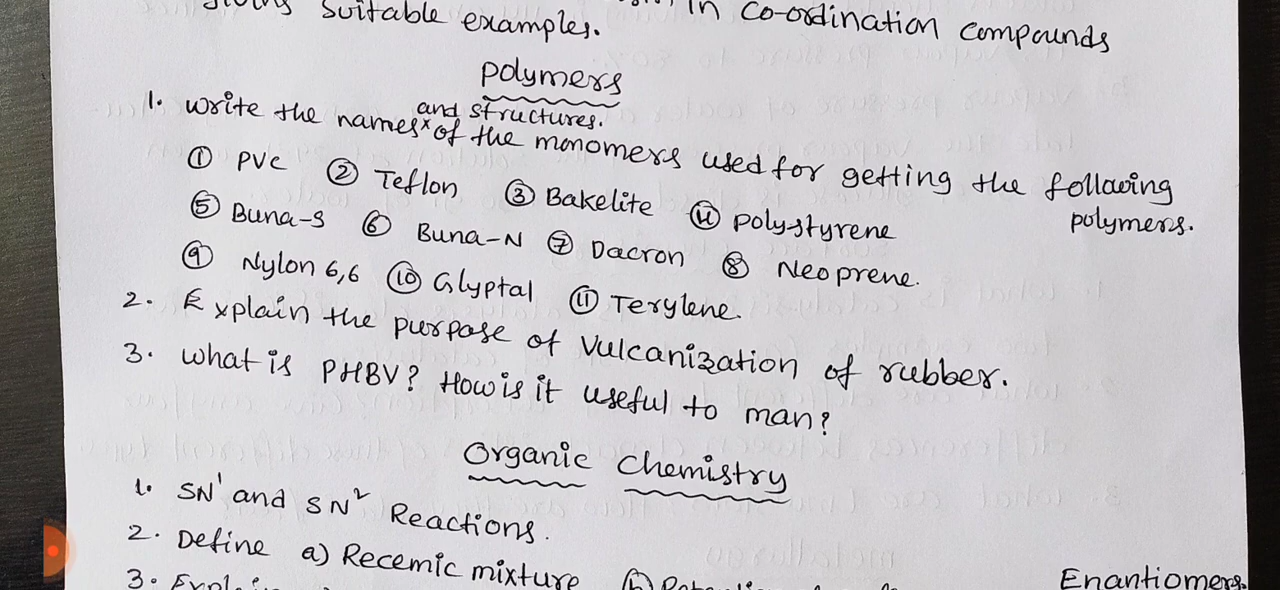 suitable examples. in co-ordination compounds
Polymers
1. Write the names and structures. of the monomers used for getting the following polymers.
① PVC ② Teflon ③ Bakelite ④ Polystyrene
⑤ Buna-S ⑥ Buna-N ⑦ Dacron ⑧ Neoprene.
⑨ Nylon 6,6 ⑩ Glyptal ⑪ Terylene.
2. Explain the purpose of Vulcanization of rubber.
3. What is PHBV? How is it useful to man?
Organic Chemistry
1. SN¹ and SN² Reactions.
2. Define a) Recemic mixture
3. Enantiomers.